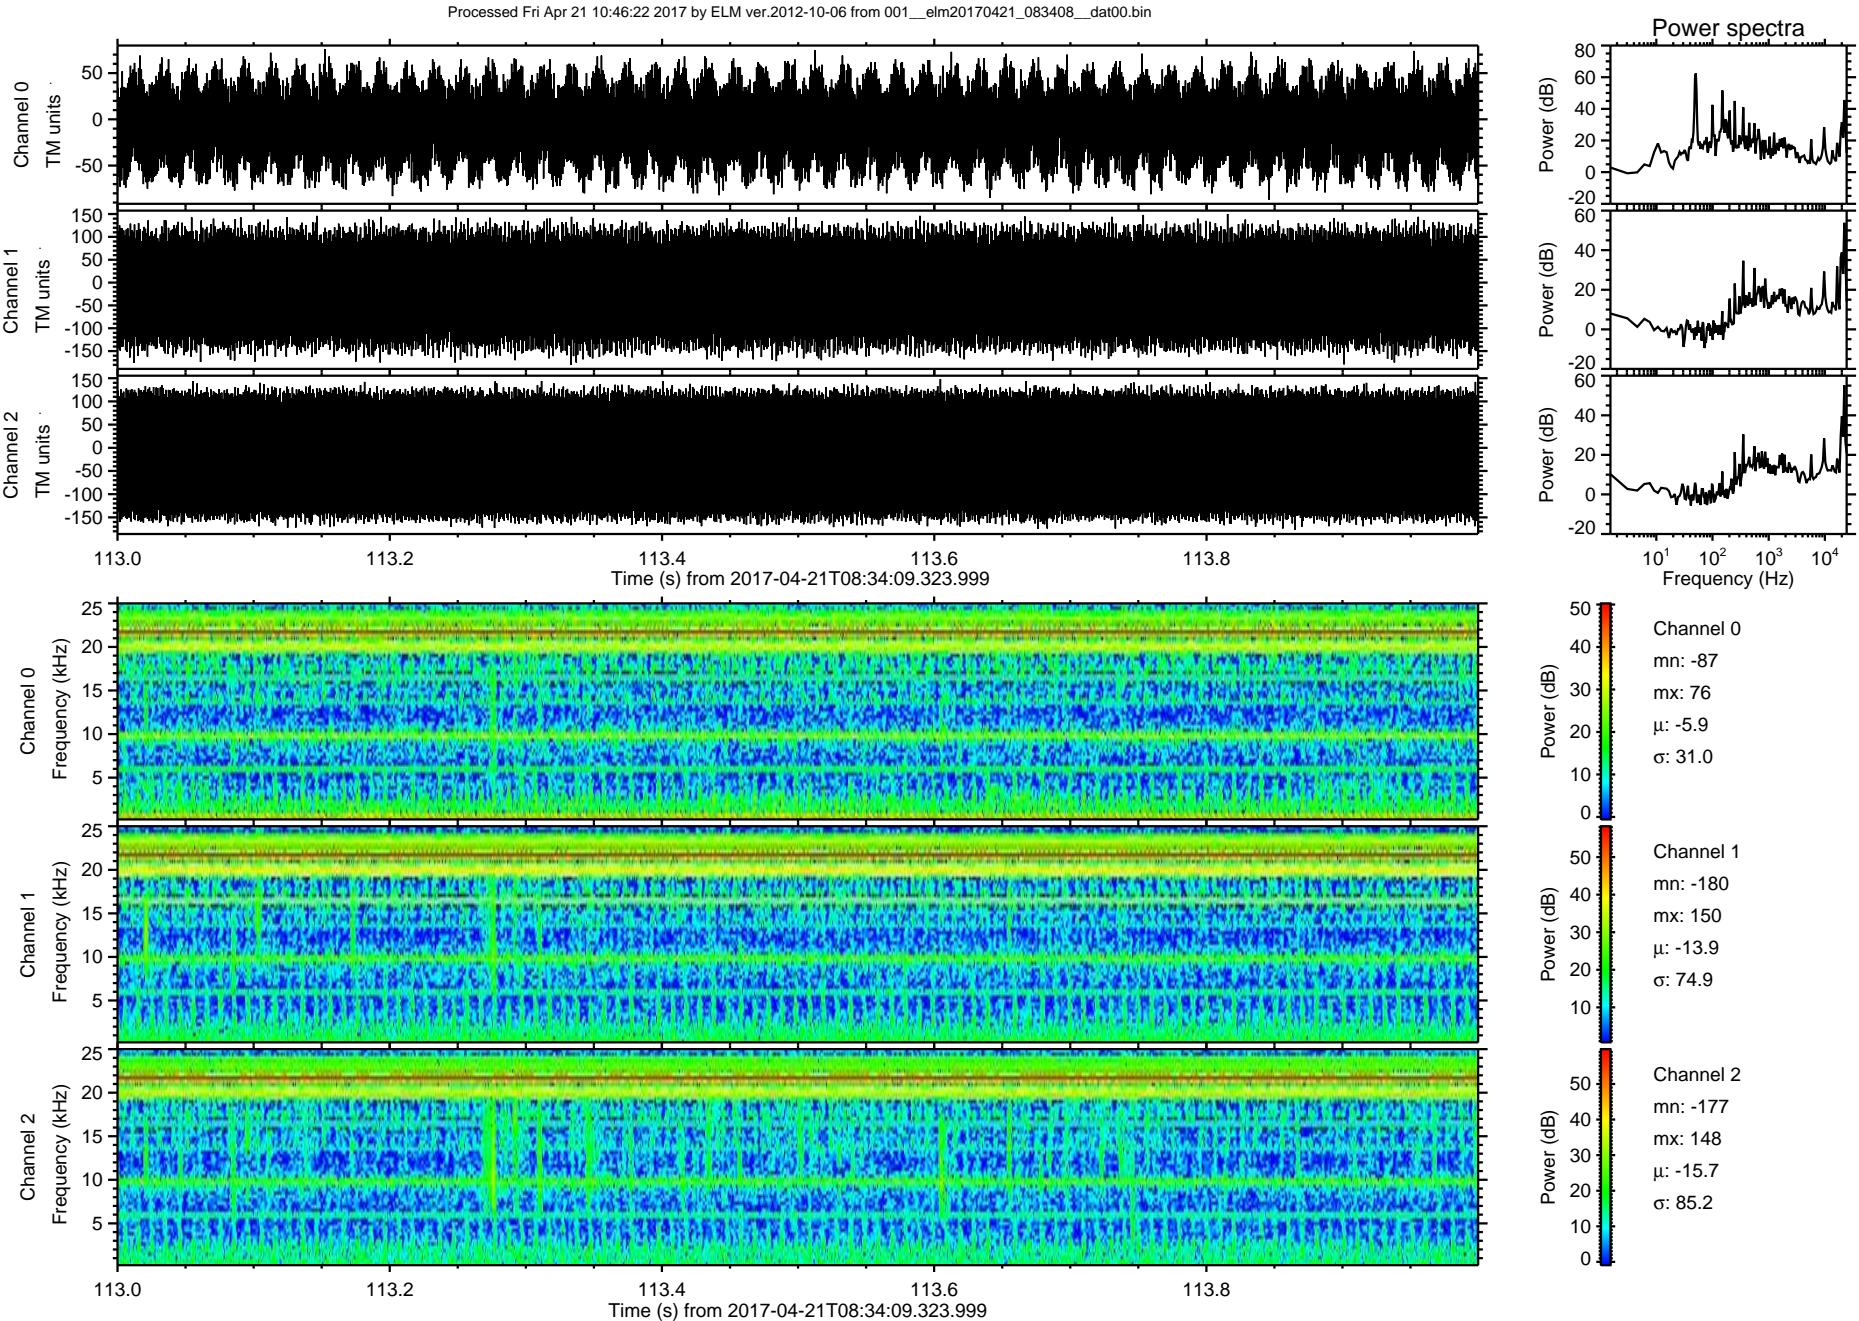 Processed Fri Apr 21 10:46:22 2017 by ELM ver.2012-10-06 from 001__elm20170421_083408__dat00.bin
Power spectra
Channel 0
TM units
50
0
-50
Power (dB)
80
60
40
20
0
-20
Channel 1
TM units
150
100
50
0
-50
-100
-150
Power (dB)
60
40
20
0
-20
Channel 2
TM units
150
100
50
0
-50
-100
-150
Power (dB)
60
40
20
0
-20
113.0 113.2 113.4 113.6 113.8
Time (s) from 2017-04-21T08:34:09.323.999
10^1 10^2 10^3 10^4
Frequency (Hz)
Channel 0
Frequency (kHz)
25
20
15
10
5
Power (dB)
50
40
30
20
10
0
Channel 0
mn: -87
mx: 76
μ: -5.9
σ: 31.0
Channel 1
Frequency (kHz)
25
20
15
10
5
Power (dB)
50
40
30
20
10
Channel 1
mn: -180
mx: 150
μ: -13.9
σ: 74.9
Channel 2
Frequency (kHz)
25
20
15
10
5
Power (dB)
50
40
30
20
10
0
Channel 2
mn: -177
mx: 148
μ: -15.7
σ: 85.2
113.0 113.2 113.4 113.6 113.8
Time (s) from 2017-04-21T08:34:09.323.999